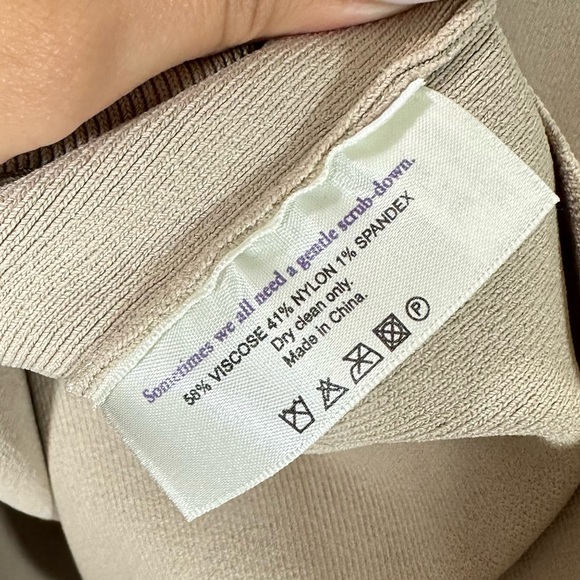 Sometimes we all need a gentle scrub-down.
58% VISCOSE 41% NYLON 1% SPANDEX
Dry clean only.
Made in China.
P